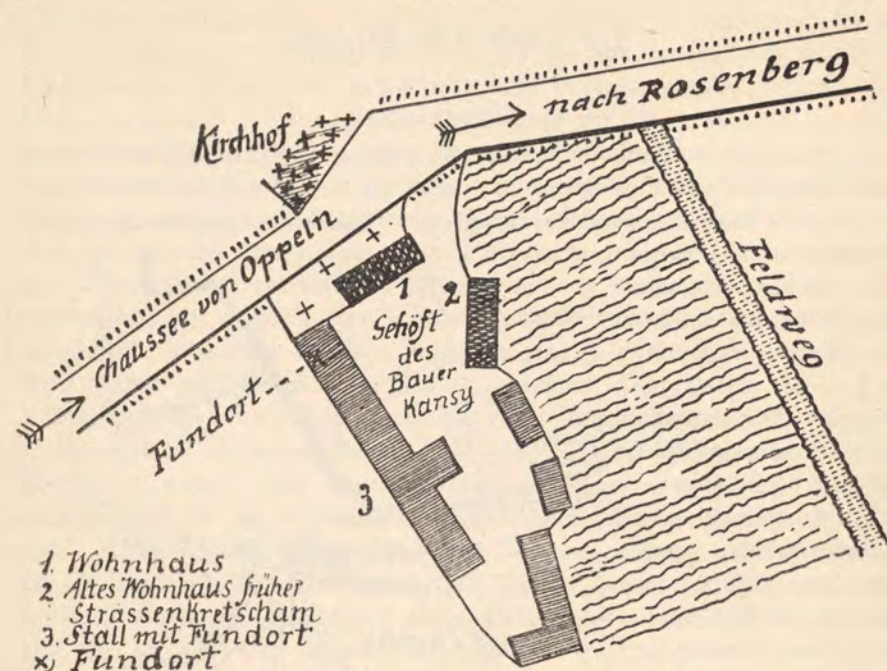 nach Rosenberg
Kirchhof
Chaussee von Oppeln
1
2
Gehöft
des
Bauer
Kansy
Feldweg
Fundort
3
1. Wohnhaus
2 Altes Wohnhaus früher
Strassenkretscham
3. Stall mit Fundort
x Fundort